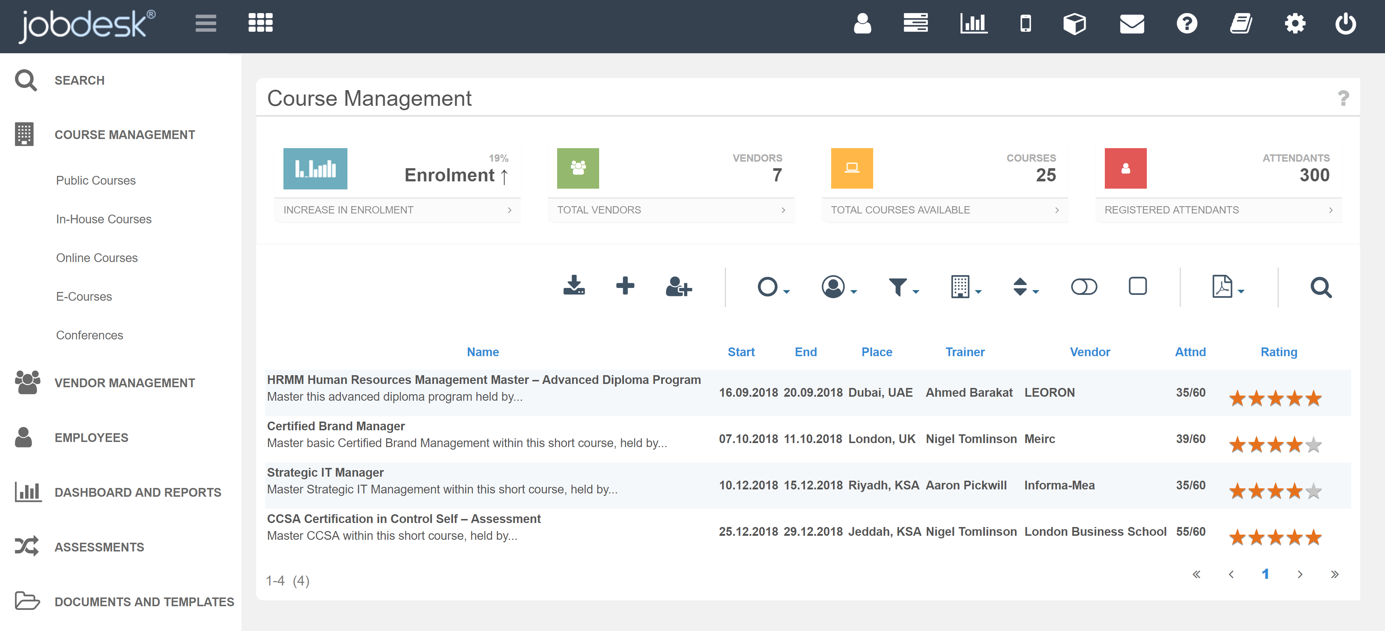 jobdesk®
SEARCH
COURSE MANAGEMENT
Public Courses
In-House Courses
Online Courses
E-Courses
Conferences
VENDOR MANAGEMENT
EMPLOYEES
DASHBOARD AND REPORTS
ASSESSMENTS
DOCUMENTS AND TEMPLATES
Course Management ?
19%
Enrolment ↑
INCREASE IN ENROLMENT ›
VENDORS
7
TOTAL VENDORS ›
COURSES
25
TOTAL COURSES AVAILABLE ›
ATTENDANTS
300
REGISTERED ATTENDANTS ›
Name Start End Place Trainer Vendor Attnd Rating
HRMM Human Resources Management Master – Advanced Diploma Program
Master this advanced diploma program held by...
16.09.2018 20.09.2018 Dubai, UAE Ahmed Barakat LEORON 35/60
Certified Brand Manager
Master basic Certified Brand Management within this short course, held by...
07.10.2018 11.10.2018 London, UK Nigel Tomlinson Meirc 39/60
Strategic IT Manager
Master Strategic IT Management within this short course, held by...
10.12.2018 15.12.2018 Riyadh, KSA Aaron Pickwill Informa-Mea 35/60
CCSA Certification in Control Self – Assessment
Master CCSA within this short course, held by...
25.12.2018 29.12.2018 Jeddah, KSA Nigel Tomlinson London Business School 55/60
1-4 (4)
« ‹ 1 › »